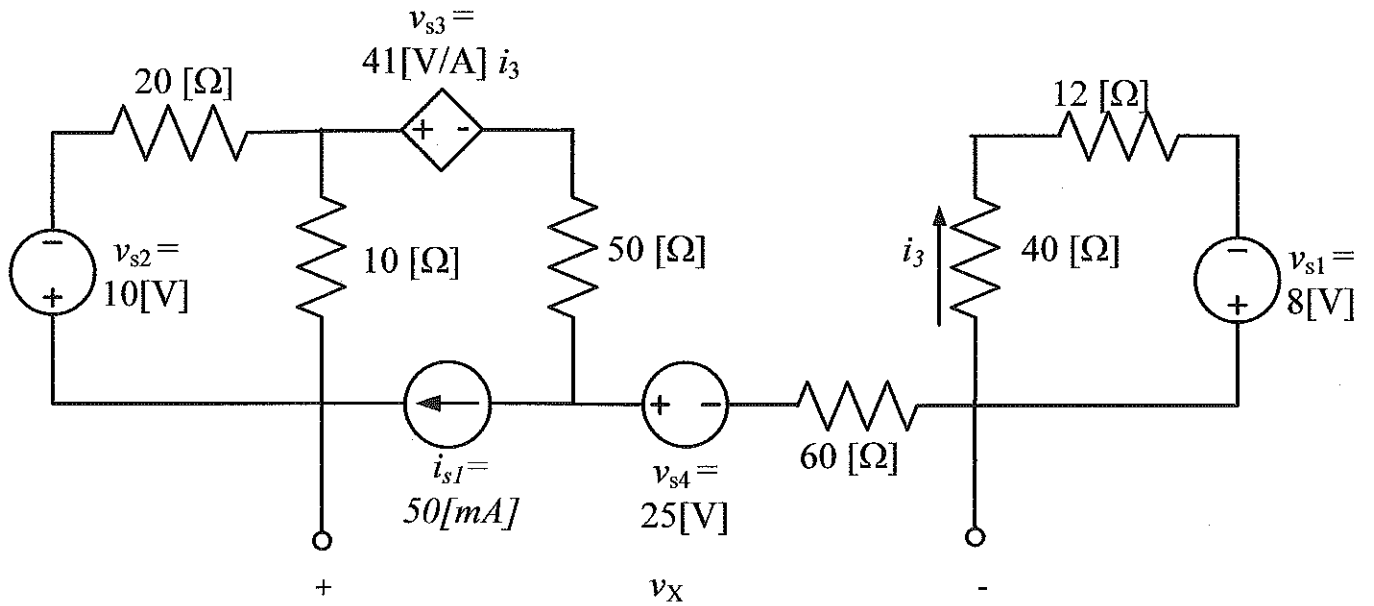 v_s3 =
41[V/A] i_3
20 [Ω]
12 [Ω]
+ -
-
v_s2 =
10[V]
+
10 [Ω]
50 [Ω]
i_3
40 [Ω]
-
v_s1 =
8[V]
+
+ -
i_s1 =
50[mA]
v_s4 =
25[V]
60 [Ω]
+
v_X
-